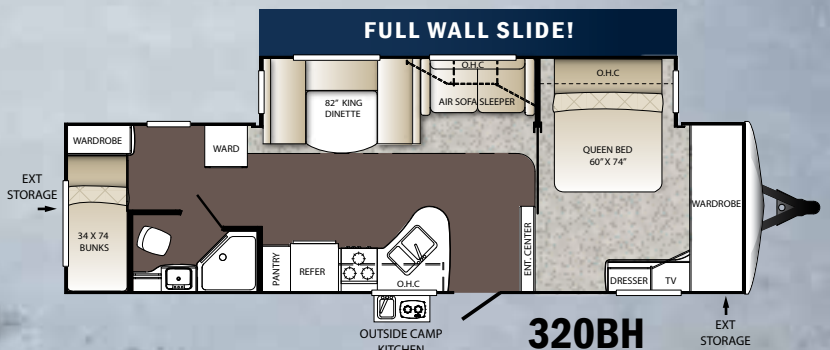 FULL WALL SLIDE!
O.H.C
O.H.C
82" KING
DINETTE
AIR SOFA SLEEPER
WARDROBE
WARD
QUEEN BED
60" X 74"
EXT
STORAGE
WARDROBE
34 X 74
BUNKS
PANTRY
REFER
ENT. CENTER
O.H.C
DRESSER
TV
OUTSIDE CAMP
KITCHEN
320BH
EXT
STORAGE